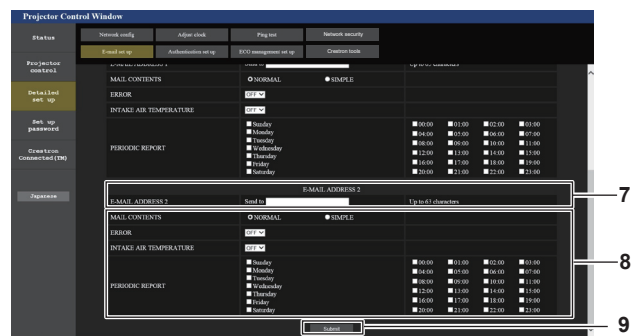 Projector Control Window
Status
Projector
control
Detailed
set up
Set up
password
Crestron
Connected(TM)
Japanese
Network config
Adjust clock
Ping test
Network security
E-mail set up
Authentication set up
ECO management set up
Crestron tools
E-MAIL ADDRESS 1 Send to Up to 63 characters
MAIL CONTENTS NORMAL SIMPLE
ERROR OFF
INTAKE AIR TEMPERATURE OFF
PERIODIC REPORT
Sunday
Monday
Tuesday
Wednesday
Thursday
Friday
Saturday
00:00 01:00 02:00 03:00
04:00 05:00 06:00 07:00
08:00 09:00 10:00 11:00
12:00 13:00 14:00 15:00
16:00 17:00 18:00 19:00
20:00 21:00 22:00 23:00
E-MAIL ADDRESS 2
E-MAIL ADDRESS 2 Send to Up to 63 characters
7
MAIL CONTENTS NORMAL SIMPLE
ERROR OFF
INTAKE AIR TEMPERATURE OFF
8
PERIODIC REPORT
Sunday
Monday
Tuesday
Wednesday
Thursday
Friday
Saturday
00:00 01:00 02:00 03:00
04:00 05:00 06:00 07:00
08:00 09:00 10:00 11:00
12:00 13:00 14:00 15:00
16:00 17:00 18:00 19:00
20:00 21:00 22:00 23:00
Submit
9